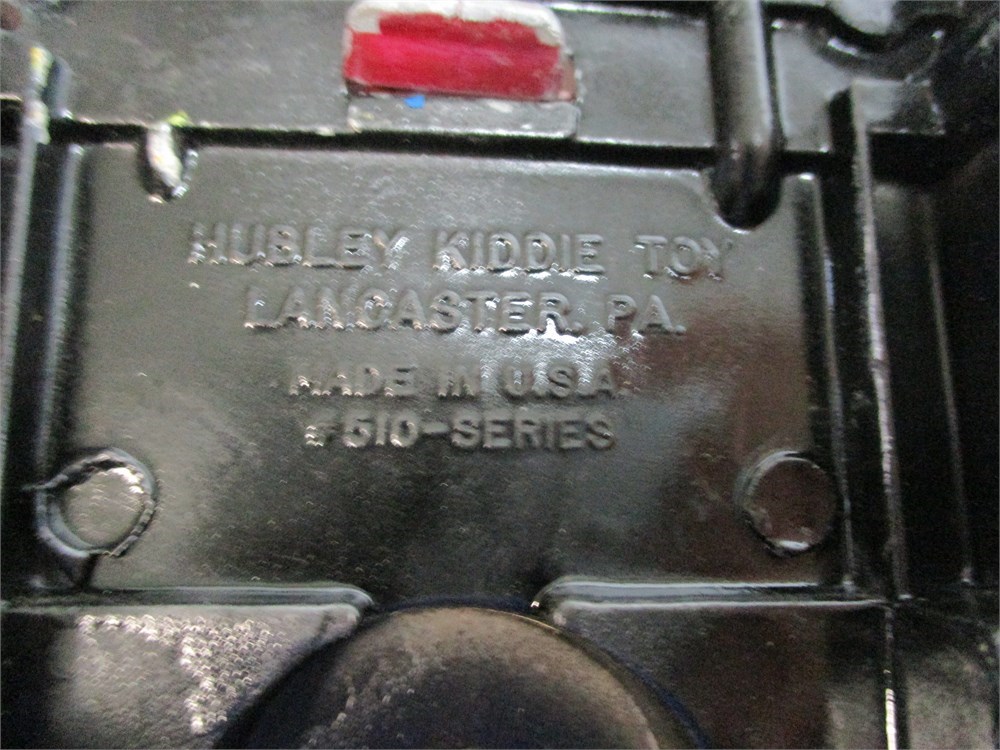 HUBLEY KIDDIE TOY
LANCASTER, PA.
MADE IN U.S.A.
#510-SERIES